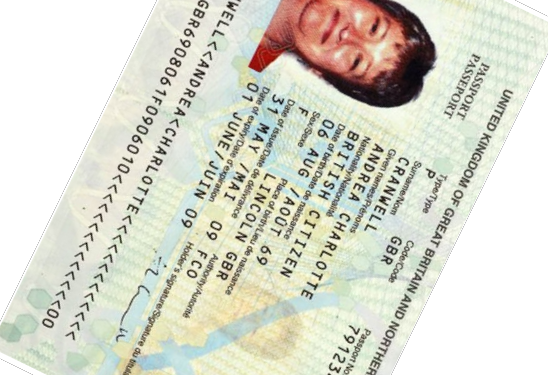 UNITED KINGDOM OF GREAT BRITAIN AND NORTHERN
PASSPORT
PASSEPORT
Type/Type
P
Code/Code
GBR
Passport No
79123
Surname/Nom
CRANWELL
Given names/Prénoms
ANDREA CHARLOTTE
Nationality/Nationalité
BRITISH CITIZEN
Date of birth/Date de naissance
06 AUG /AOUT 69
Sex/Sexe
F
Place of birth/Lieu de naissance
LINCOLN GBR
Date of issue/Date de délivrance
31 MAY /MAI 09
Authority/Autorité
FCO
Date of expiry/Date d'expiration
01 JUNE /JUIN 09
Holder's signature/Signature du titulaire
WELL<<ANDREA<CHARLOTTE<<<<<<<<<<
GBR6908061F0906010<<<<<<<<<<00